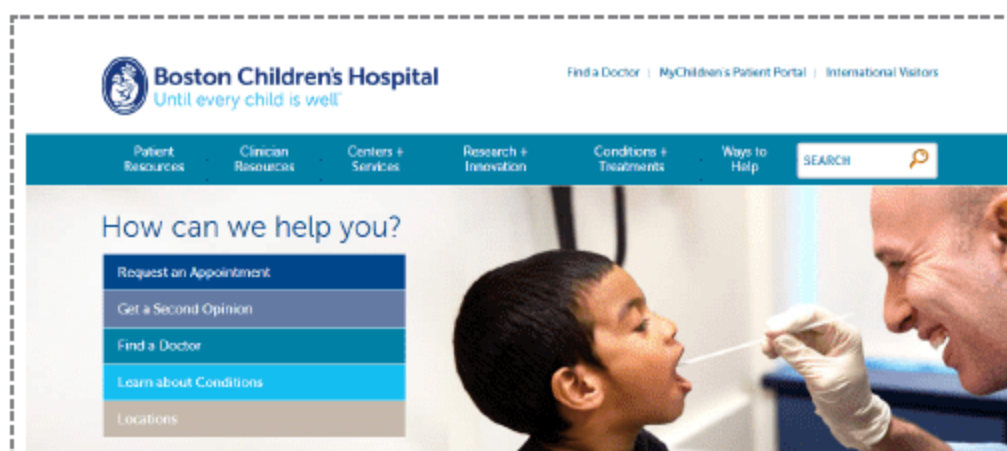 Boston Children's Hospital
Until every child is well™
Find a Doctor | MyChildren's Patient Portal | International Visitors
Patient Resources
Clinician Resources
Centers + Services
Research + Innovation
Conditions + Treatments
Ways to Help
SEARCH
How can we help you?
Request an Appointment
Get a Second Opinion
Find a Doctor
Learn about Conditions
Locations